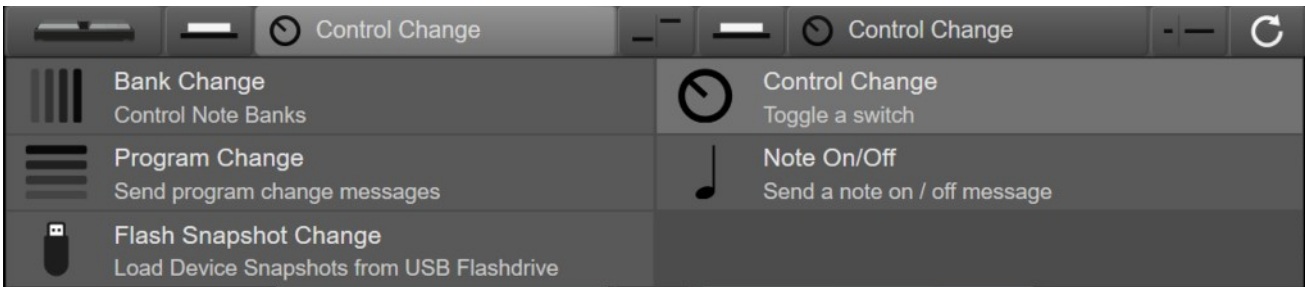 Control Change
Control Change
Bank Change
Control Note Banks
Control Change
Toggle a switch
Program Change
Send program change messages
Note On/Off
Send a note on / off message
Flash Snapshot Change
Load Device Snapshots from USB Flashdrive